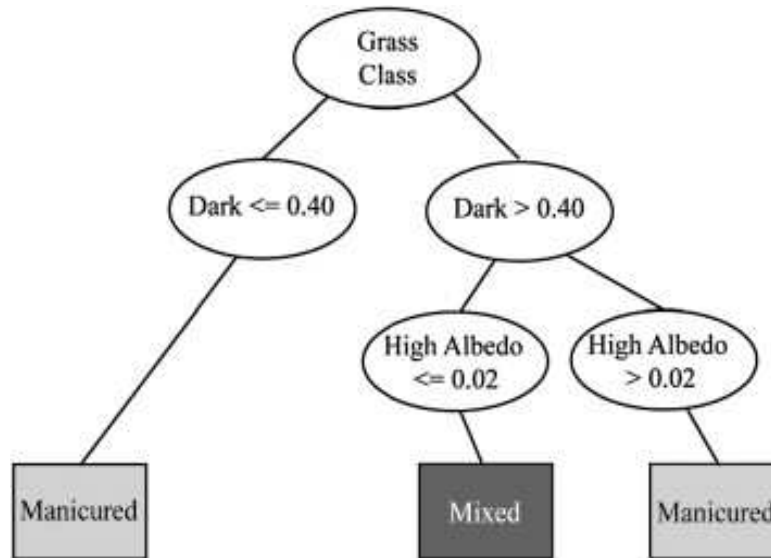 Grass
Class
Dark <= 0.40
Dark > 0.40
High Albedo
<= 0.02
High Albedo
> 0.02
Manicured
Mixed
Manicured